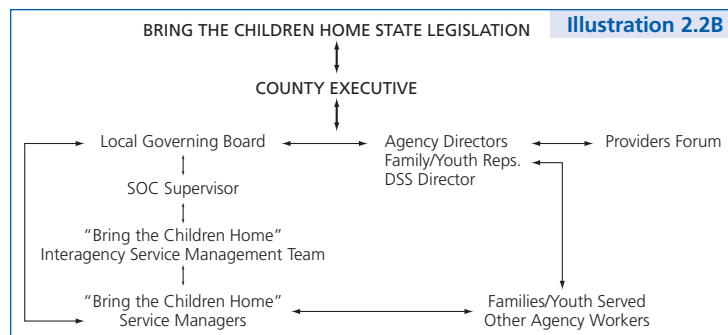 Illustration 2.2B
BRING THE CHILDREN HOME STATE LEGISLATION
COUNTY EXECUTIVE
Local Governing Board
Agency Directors
Family/Youth Reps.
DSS Director
Providers Forum
SOC Supervisor
“Bring the Children Home”
Interagency Service Management Team
“Bring the Children Home”
Service Managers
Families/Youth Served
Other Agency Workers